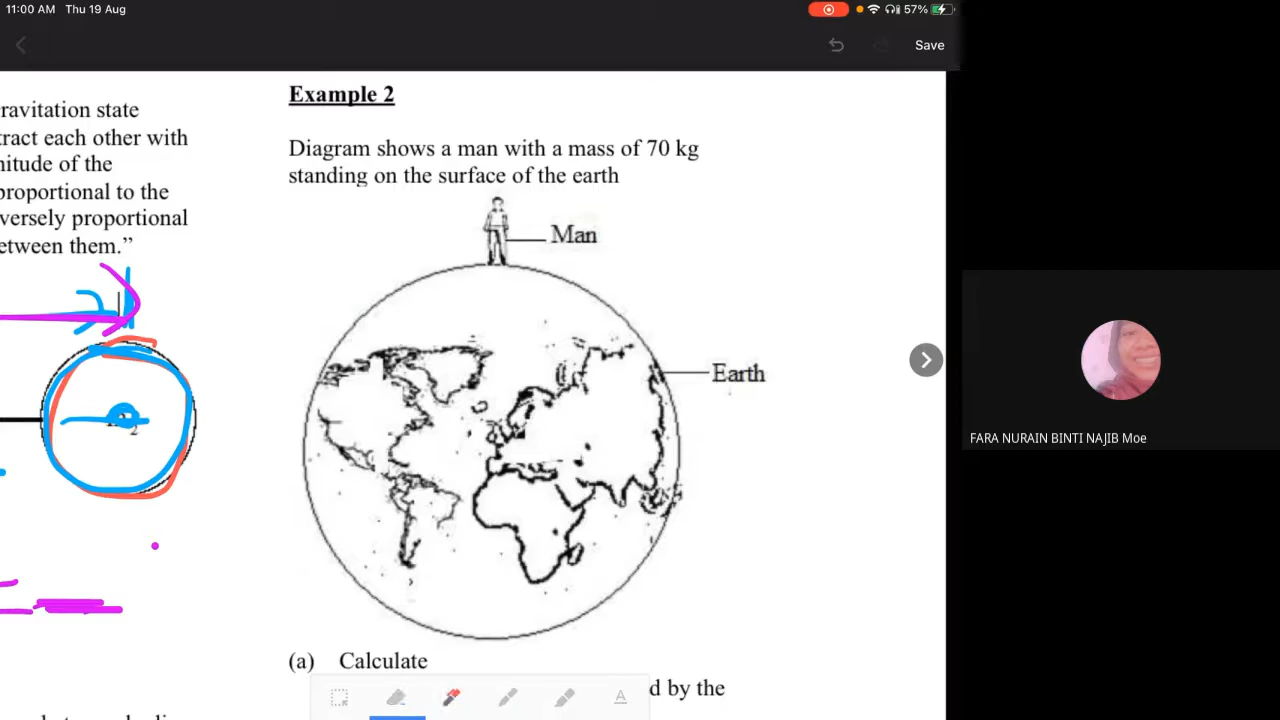 11:00 AM Thu 19 Aug
57%
Save
ravitation state
tract each other with
nitude of the
proportional to the
versely proportional
etween them.”
2
Example 2
Diagram shows a man with a mass of 70 kg
standing on the surface of the earth
Man
Earth
(a) Calculate
d by the
A
FARA NURAIN BINTI NAJIB Moe